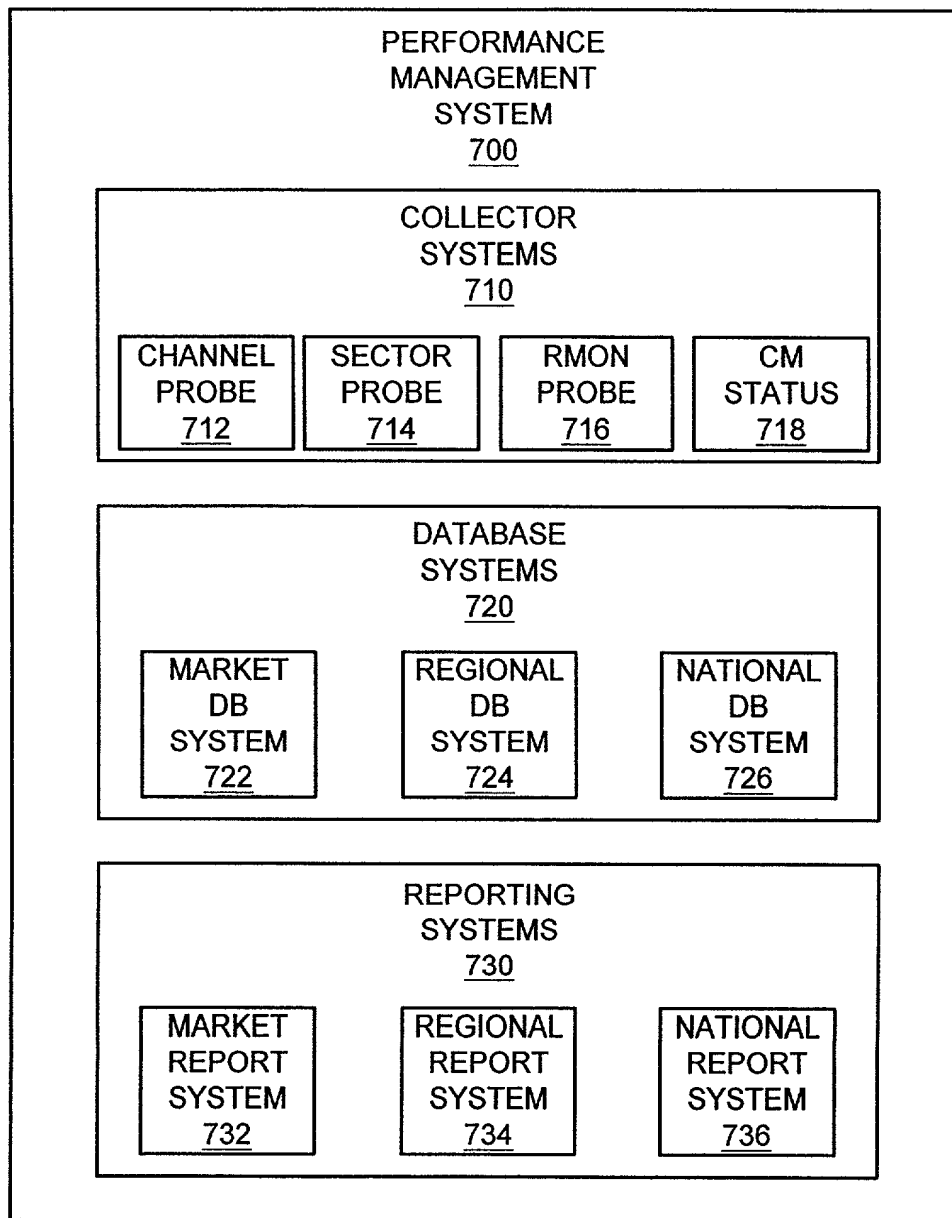 PERFORMANCE
MANAGEMENT
SYSTEM
700
COLLECTOR
SYSTEMS
710
CHANNEL
PROBE
712
SECTOR
PROBE
714
RMON
PROBE
716
CM
STATUS
718
DATABASE
SYSTEMS
720
MARKET
DB
SYSTEM
722
REGIONAL
DB
SYSTEM
724
NATIONAL
DB
SYSTEM
726
REPORTING
SYSTEMS
730
MARKET
REPORT
SYSTEM
732
REGIONAL
REPORT
SYSTEM
734
NATIONAL
REPORT
SYSTEM
736